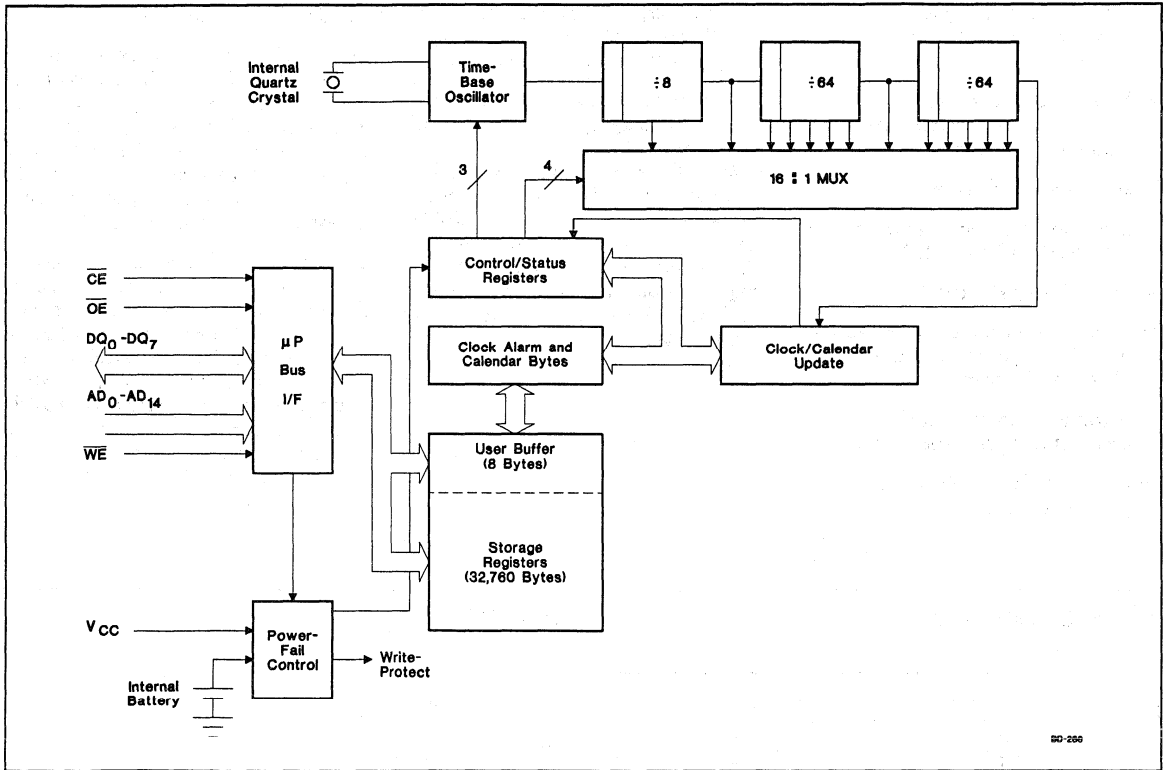 Internal
Quartz
Crystal
Time-
Base
Oscillator
÷8
÷64
÷64
3
4
16 : 1 MUX
Control/Status
Registers
CE
OE
DQ0-DQ7
AD0-AD14
WE
µP
Bus
I/F
Clock Alarm and
Calendar Bytes
Clock/Calendar
Update
User Buffer
(8 Bytes)
Storage
Registers
(32,760 Bytes)
VCC
Power-
Fail
Control
Write-
Protect
Internal
Battery
BD-266